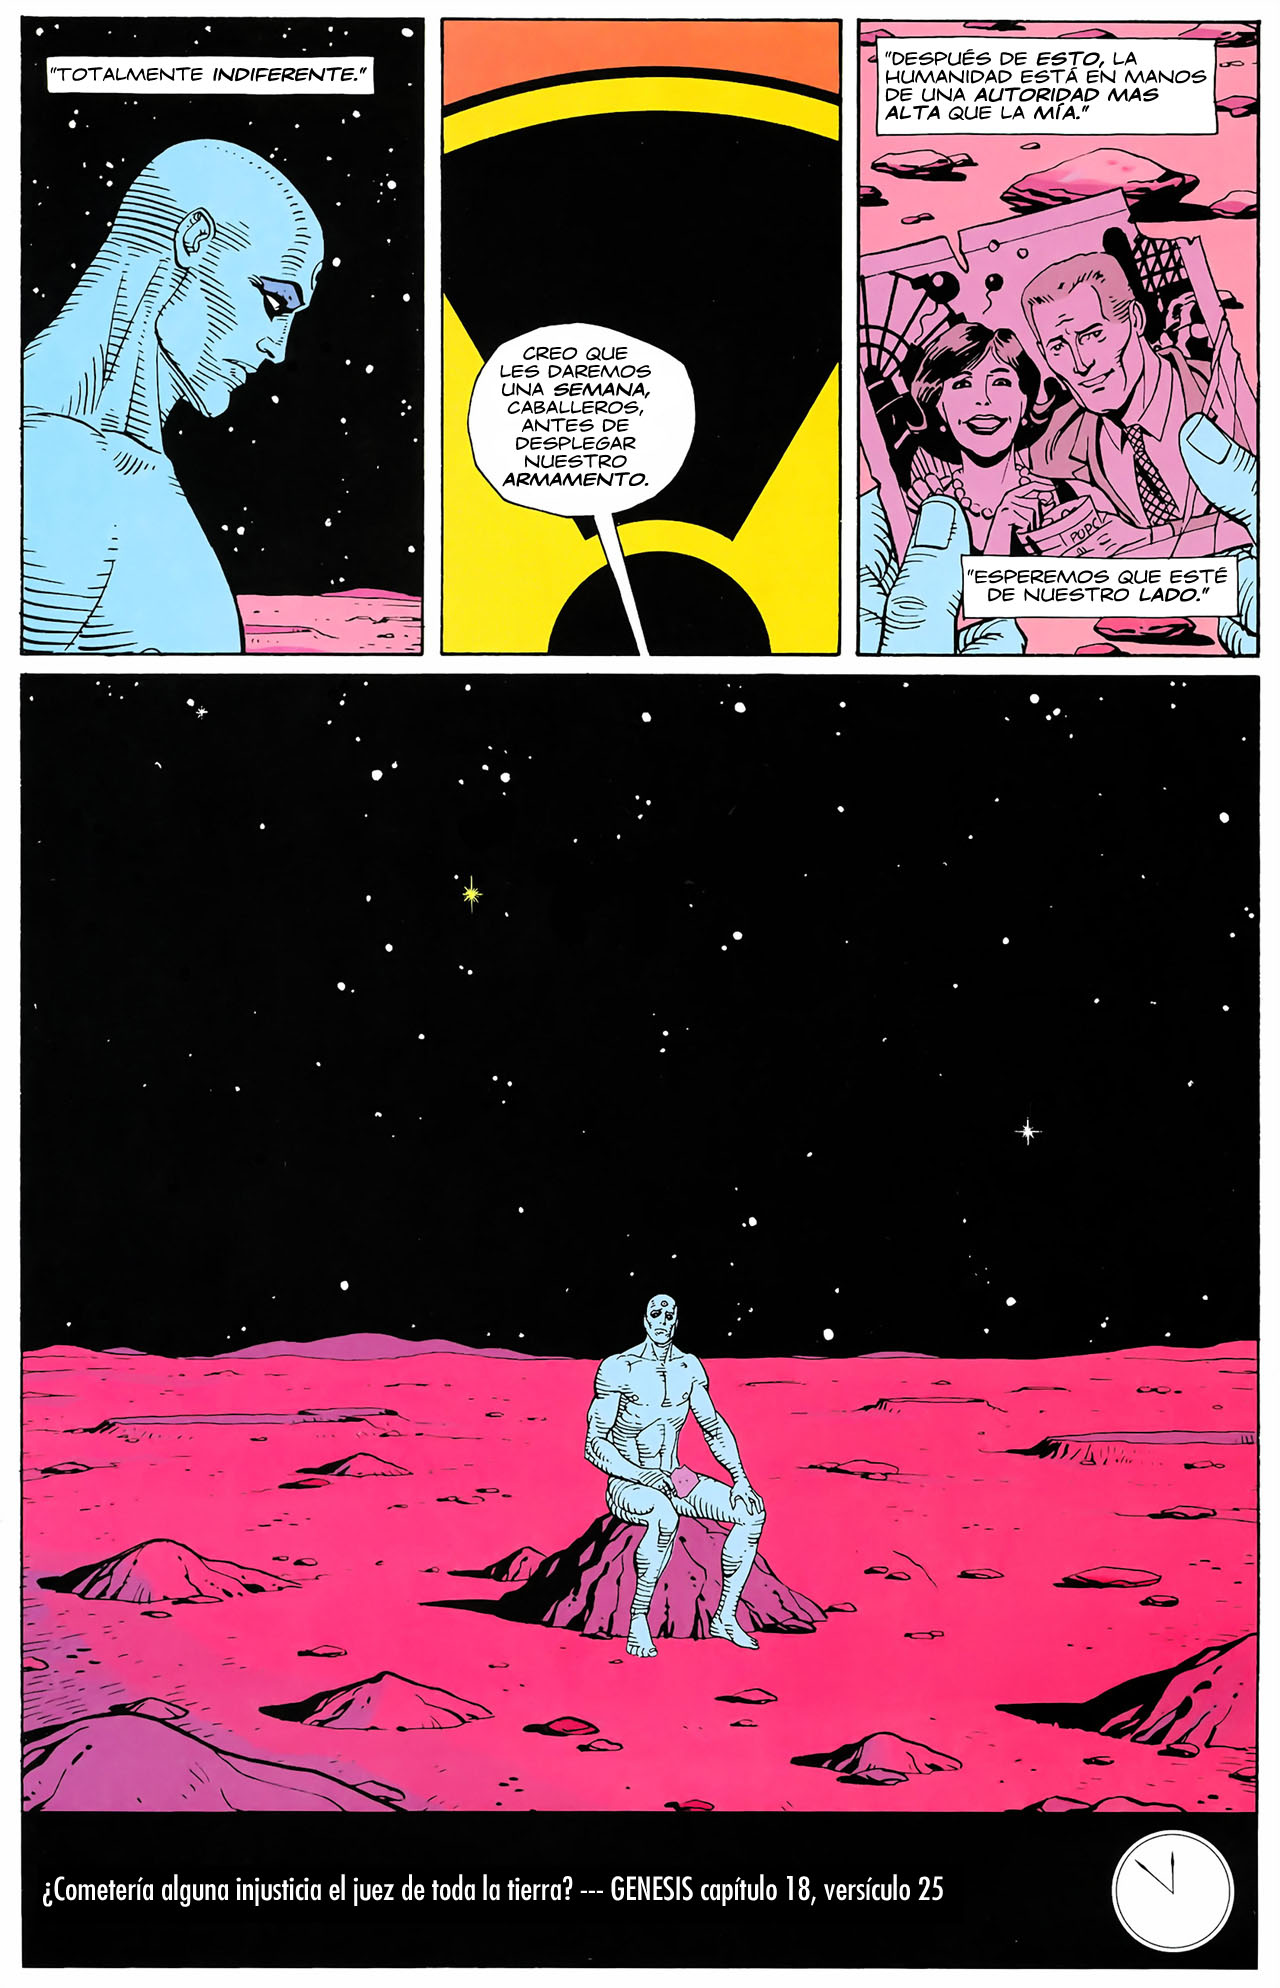 "TOTALMENTE INDIFERENTE."
CREO QUE
LES DAREMOS
UNA SEMANA,
CABALLEROS,
ANTES DE
DESPLEGAR
NUESTRO
ARMAMENTO.
"DESPUÉS DE ESTO, LA
HUMANIDAD ESTÁ EN MANOS
DE UNA AUTORIDAD MAS
ALTA QUE LA MÍA."
"ESPEREMOS QUE ESTÉ
DE NUESTRO LADO."
¿Cometería alguna injusticia el juez de toda la tierra? --- GENESIS capítulo 18, versículo 25